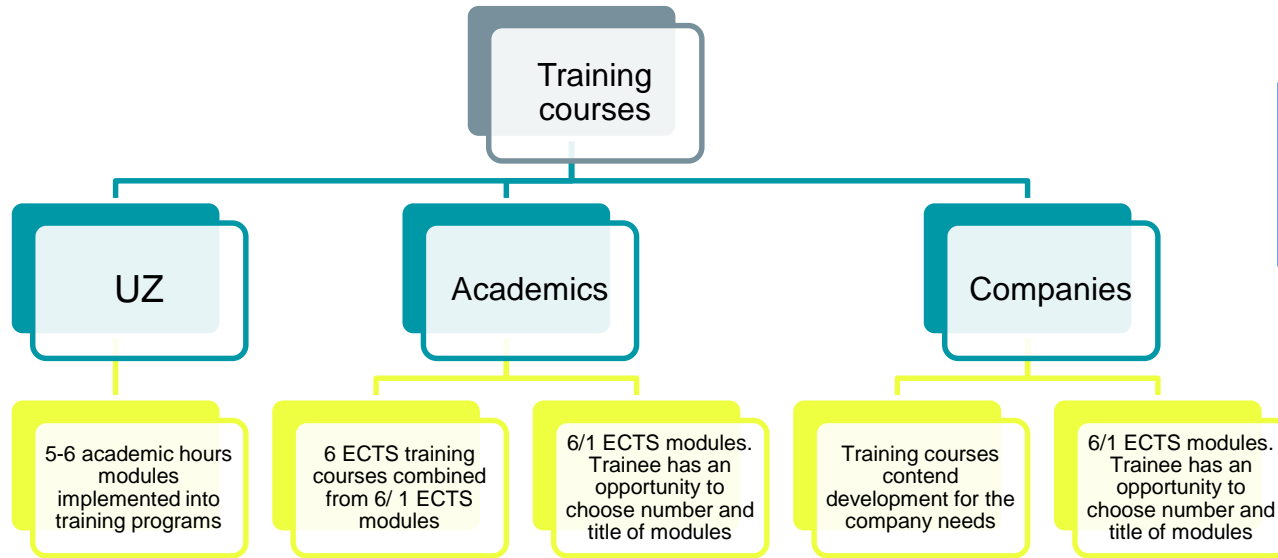 Training
courses
UZ
Academics
Companies
5-6 academic hours
modules
implemented into
training programs
6 ECTS training
courses combined
from 6/ 1 ECTS
modules
6/1 ECTS modules.
Trainee has an
opportunity to
choose number and
title of modules
Training courses
contend
development for the
company needs
6/1 ECTS modules.
Trainee has an
opportunity to
choose number and
title of modules